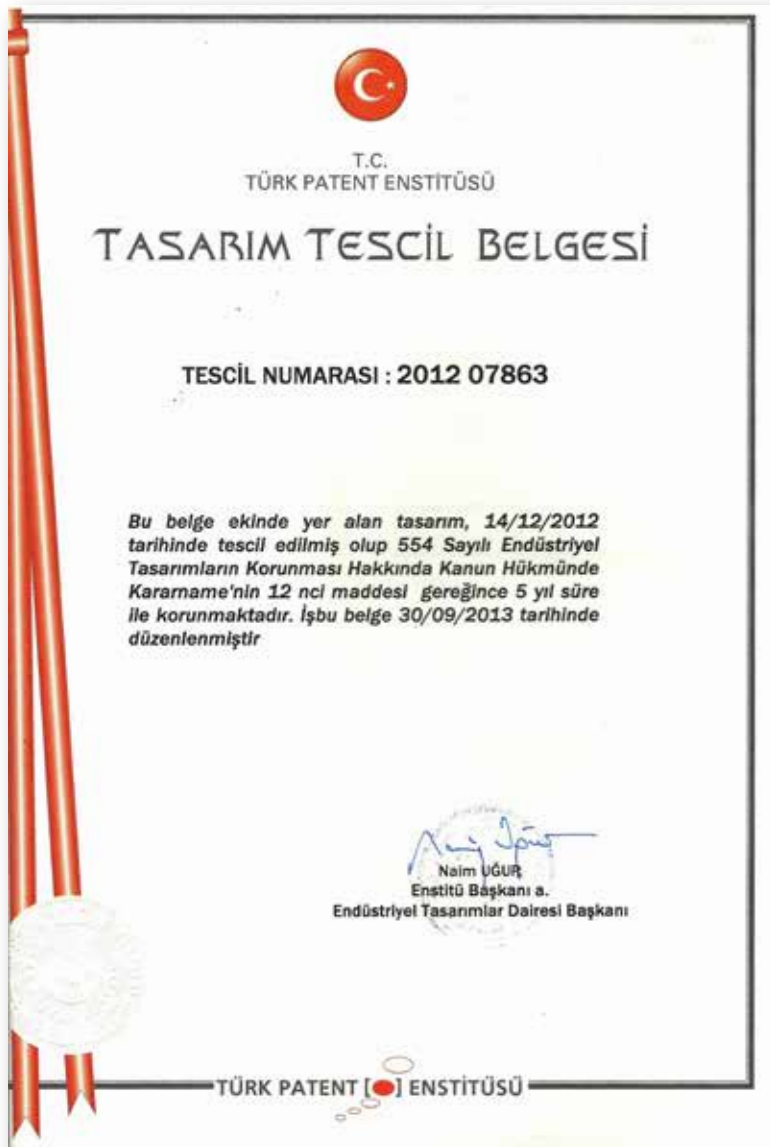 T.C.
TÜRK PATENT ENSTİTÜSÜ
TASARIM TESCİL BELGESİ
TESCİL NUMARASI : 2012 07863
Bu belge ekinde yer alan tasarım, 14/12/2012
tarihinde tescil edilmiş olup 554 Sayılı Endüstriyel
Tasarımların Korunması Hakkında Kanun Hükmünde
Kararname'nin 12 nci maddesi gereğince 5 yıl süre
ile korunmaktadır. İşbu belge 30/09/2013 tarihinde
düzenlenmiştir
Naim UĞUR
Enstitü Başkanı a.
Endüstriyel Tasarımlar Dairesi Başkanı
TÜRK PATENT [ ] ENSTİTÜSÜ